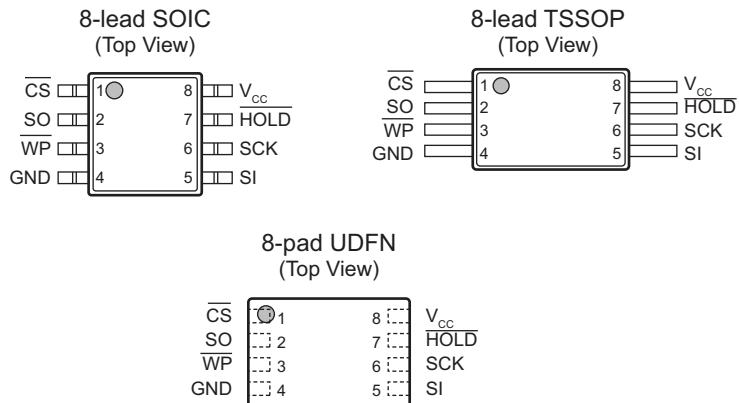 8-lead SOIC
(Top View)
CS 1 8 VCC
SO 2 7 HOLD
WP 3 6 SCK
GND 4 5 SI
8-lead TSSOP
(Top View)
CS 1 8 VCC
SO 2 7 HOLD
WP 3 6 SCK
GND 4 5 SI
8-pad UDFN
(Top View)
CS 1 8 VCC
SO 2 7 HOLD
WP 3 6 SCK
GND 4 5 SI